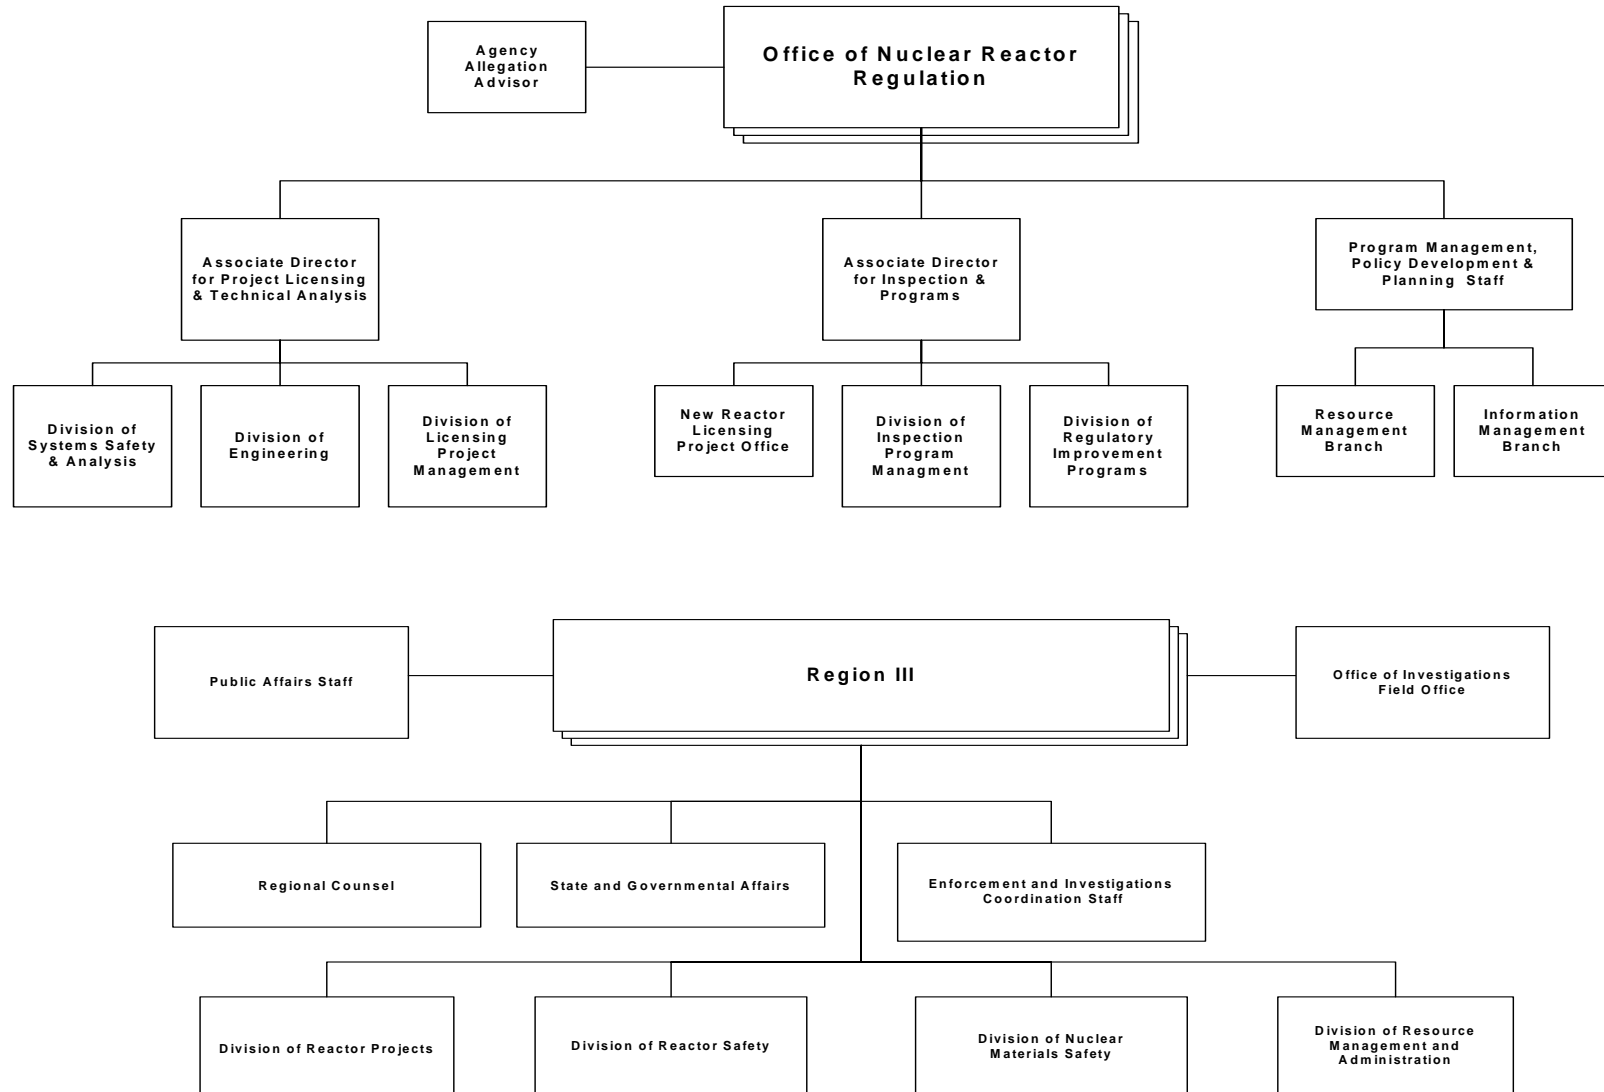 Agency
Allegation
Advisor
Office of Nuclear Reactor
Regulation
Associate Director
for Project Licensing
& Technical Analysis
Associate Director
for Inspection &
Programs
Program Management,
Policy Development &
Planning Staff
Division of
Systems Safety
& Analysis
Division of
Engineering
Division of
Licensing
Project
Management
New Reactor
Licensing
Project Office
Division of
Inspection
Program
Managment
Division of
Regulatory
Improvement
Programs
Resource
Management
Branch
Information
Management
Branch
Public Affairs Staff
Region III
Office of Investigations
Field Office
Regional Counsel
State and Governmental Affairs
Enforcement and Investigations
Coordination Staff
Division of Reactor Projects
Division of Reactor Safety
Division of Nuclear
Materials Safety
Division of Resource
Management and
Administration